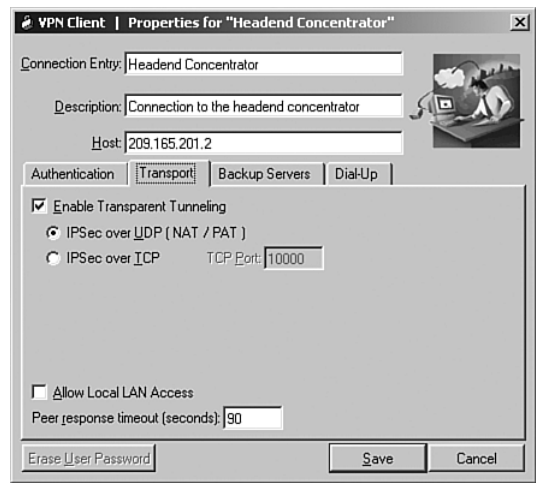 VPN Client | Properties for "Headend Concentrator"
Connection Entry: Headend Concentrator
Description: Connection to the headend concentrator
Host: 209.165.201.2
Authentication Transport Backup Servers Dial-Up
Enable Transparent Tunneling
IPSec over UDP ( NAT / PAT )
IPSec over TCP TCP Port: 10000
Allow Local LAN Access
Peer response timeout (seconds): 90
Erase User Password Save Cancel